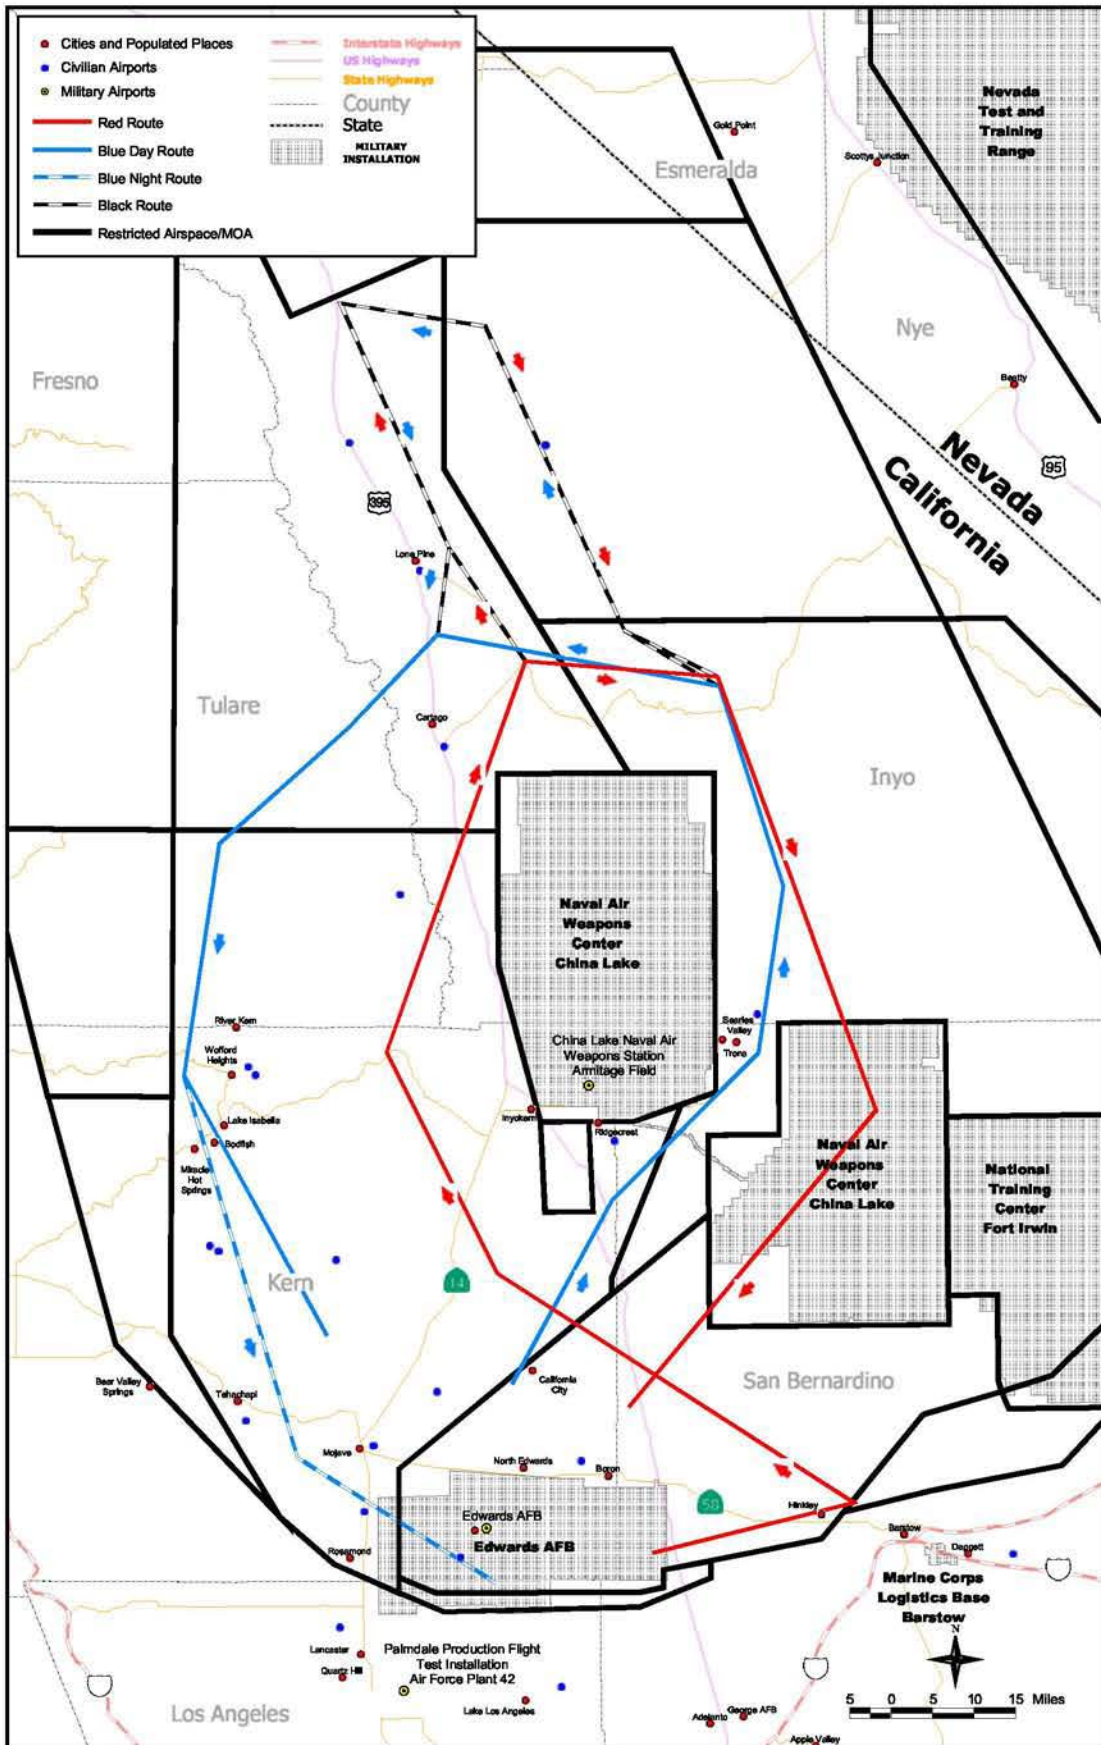 Cities and Populated Places
Civilian Airports
Military Airports
Red Route
Blue Day Route
Blue Night Route
Black Route
Restricted Airspace/MOA
Interstate Highways
US Highways
State Highways
County
State
MILITARY
INSTALLATION
Nevada
Test and
Training
Range
Gold Point
Scottys Junction
Esmeralda
Nye
Fresno
Beatty
Nevada
California
95
395
Lone Pine
Tulare
Cartago
Inyo
Naval Air
Weapons
Center
China Lake
River Kern
Searles
Valley
Trona
China Lake Naval Air
Weapons Station
Armitage Field
Wofford
Heights
Inyokern
Ridgecrest
Lake Isabella
Bodfish
Miracle
Hot
Springs
Naval Air
Weapons
Center
China Lake
National
Training
Center
Fort Irwin
Kern
14
California
City
San Bernardino
Bear Valley
Springs
Tehachapi
Mojave
North Edwards
Boron
58
Hinkley
Edwards AFB
Edwards AFB
Rosamond
Barstow
Daggett
Marine Corps
Logistics Base
Barstow
N
Lancaster
Quartz Hill
Palmdale Production Flight
Test Installation
Air Force Plant 42
Lake Los Angeles
Los Angeles
5 0 5 10 15 Miles
Adelanto
George AFB
Apple Valley